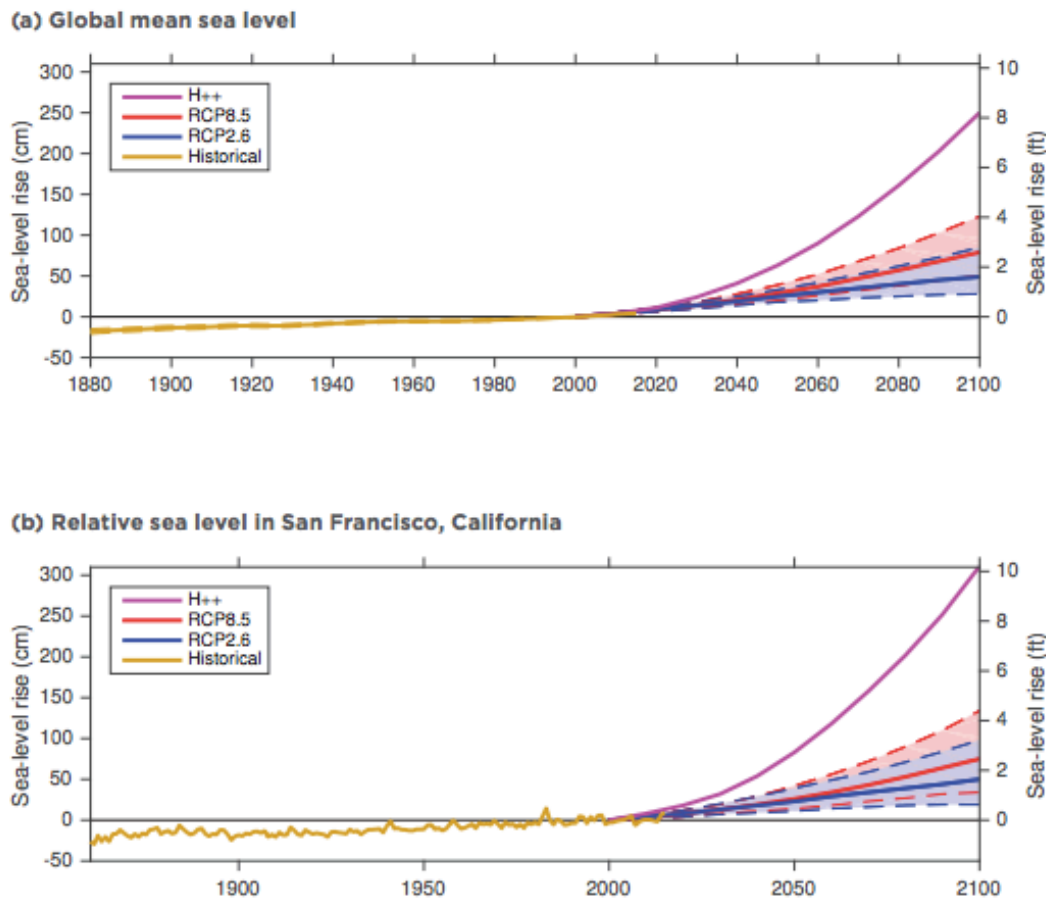 (a) Global mean sea level
300
250
200
150
100
50
0
-50
Sea-level rise (cm)
H++
RCP8.5
RCP2.6
Historical
10
8
6
4
2
0
Sea-level rise (ft)
1880 1900 1920 1940 1960 1980 2000 2020 2040 2060 2080 2100
(b) Relative sea level in San Francisco, California
300
250
200
150
100
50
0
-50
Sea-level rise (cm)
H++
RCP8.5
RCP2.6
Historical
10
8
6
4
2
0
Sea-level rise (ft)
1900 1950 2000 2050 2100